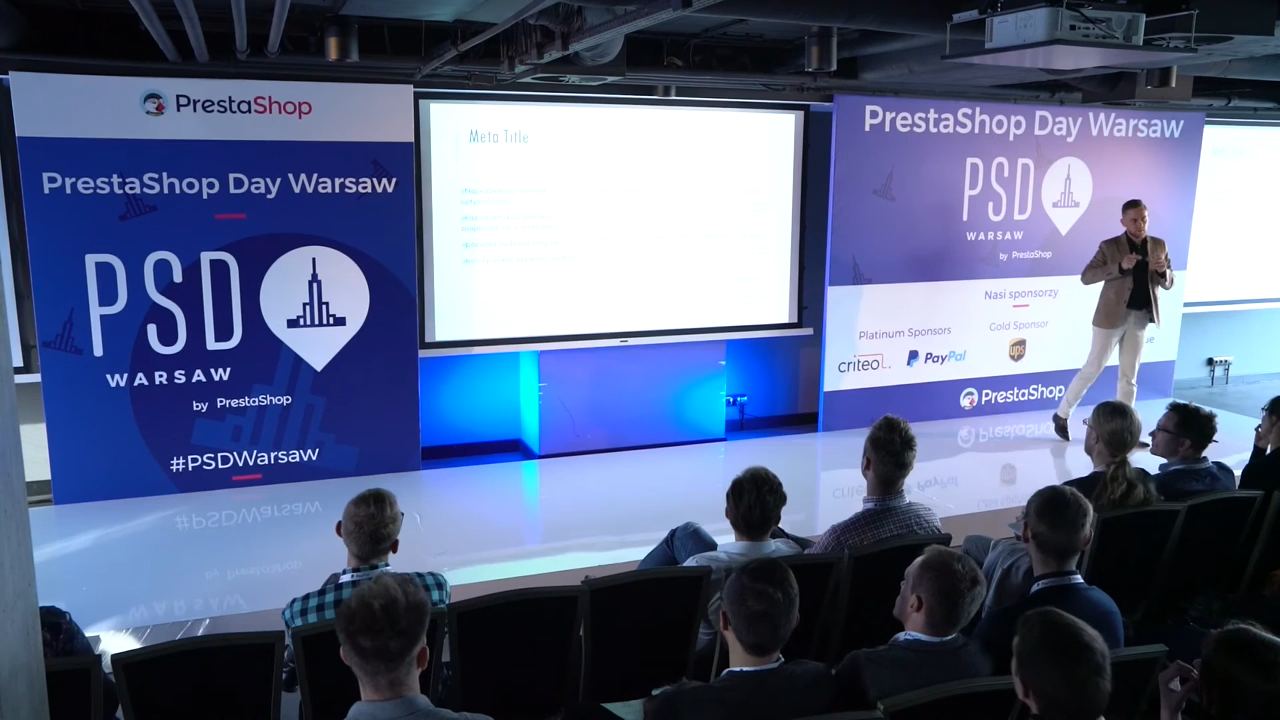 PrestaShop
PrestaShop Day Warsaw
PSD
WARSAW
by PrestaShop
#PSDWarsaw
Meta Title
PrestaShop Day Warsaw
PSD
WARSAW
by PrestaShop
Nasi sponsorzy
Platinum Sponsors
Gold Sponsor
criteo
PayPal
ups
PrestaShop